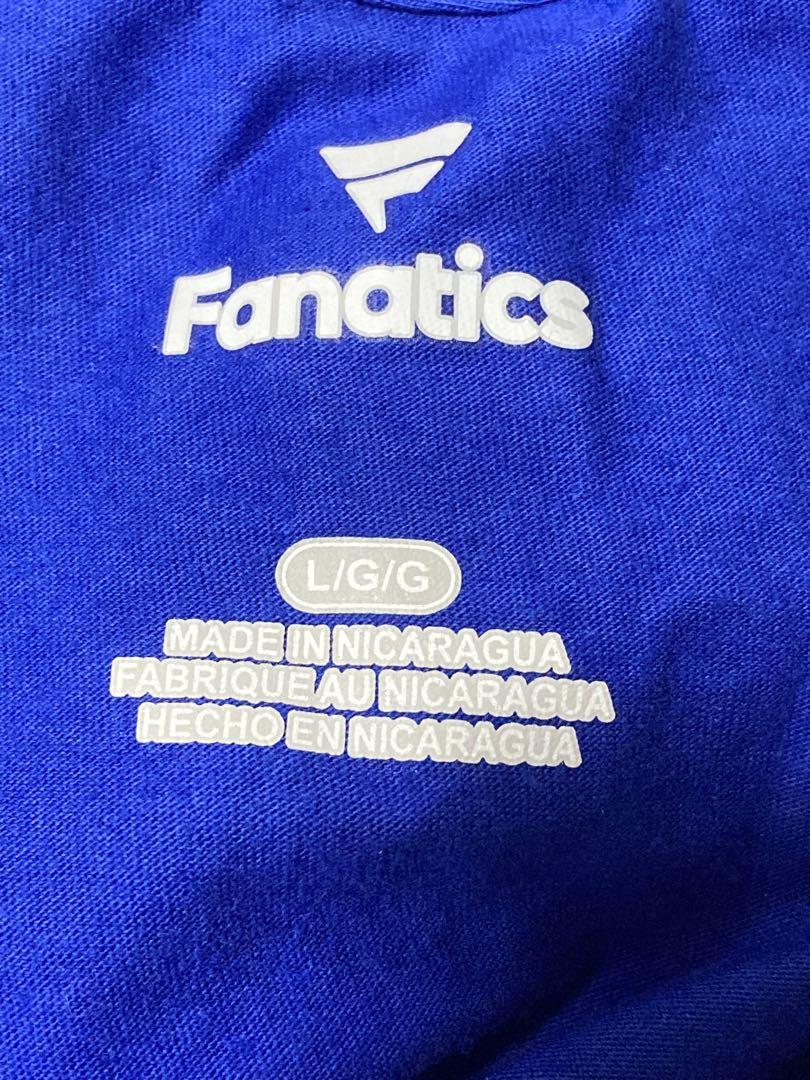 Fanatics
L/G/G
MADE IN NICARAGUA
FABRIQUE AU NICARAGUA
HECHO EN NICARAGUA